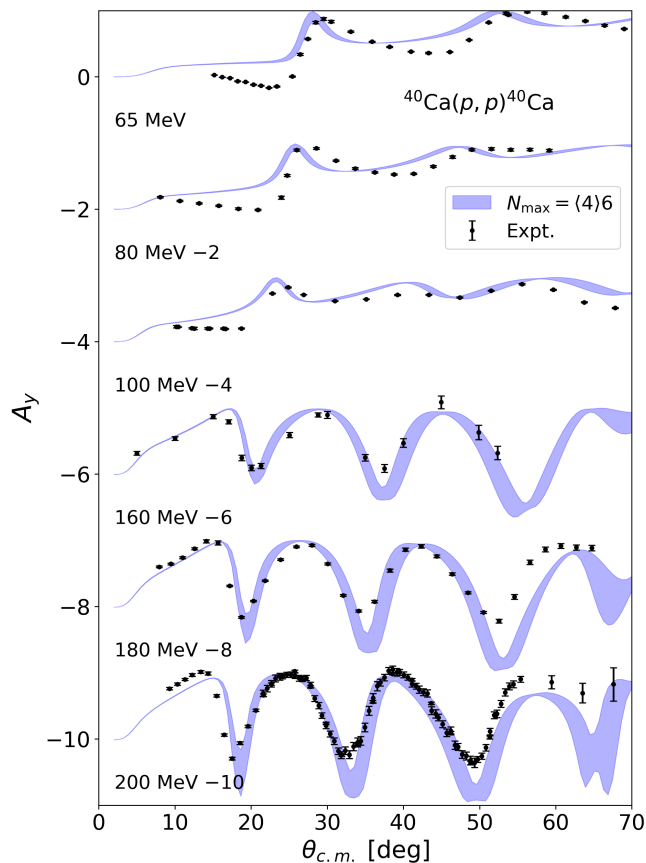 0
⁴⁰Ca(p, p)⁴⁰Ca
65 MeV
−2
N_max = ⟨4⟩6
Expt.
80 MeV −2
−4
100 MeV −4
A_y
−6
160 MeV −6
−8
180 MeV −8
−10
200 MeV −10
0 10 20 30 40 50 60 70
θ_c.m. [deg]